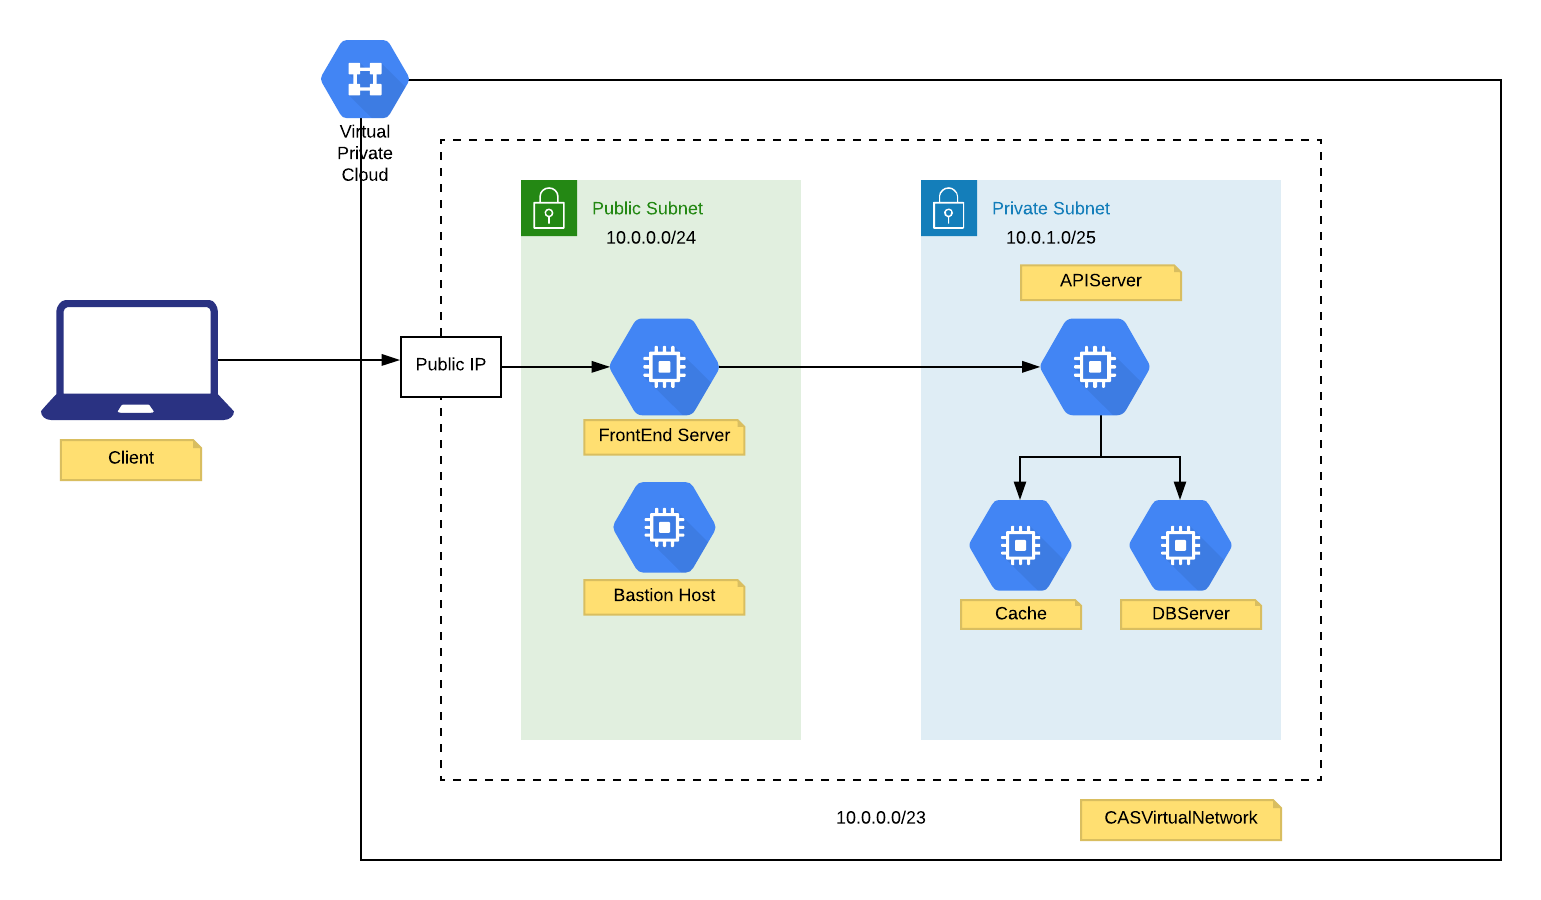 Virtual
Private
Cloud
Public Subnet
10.0.0.0/24
Private Subnet
10.0.1.0/25
APIServer
Public IP
FrontEnd Server
Client
Bastion Host
Cache
DBServer
10.0.0.0/23
CASVirtualNetwork